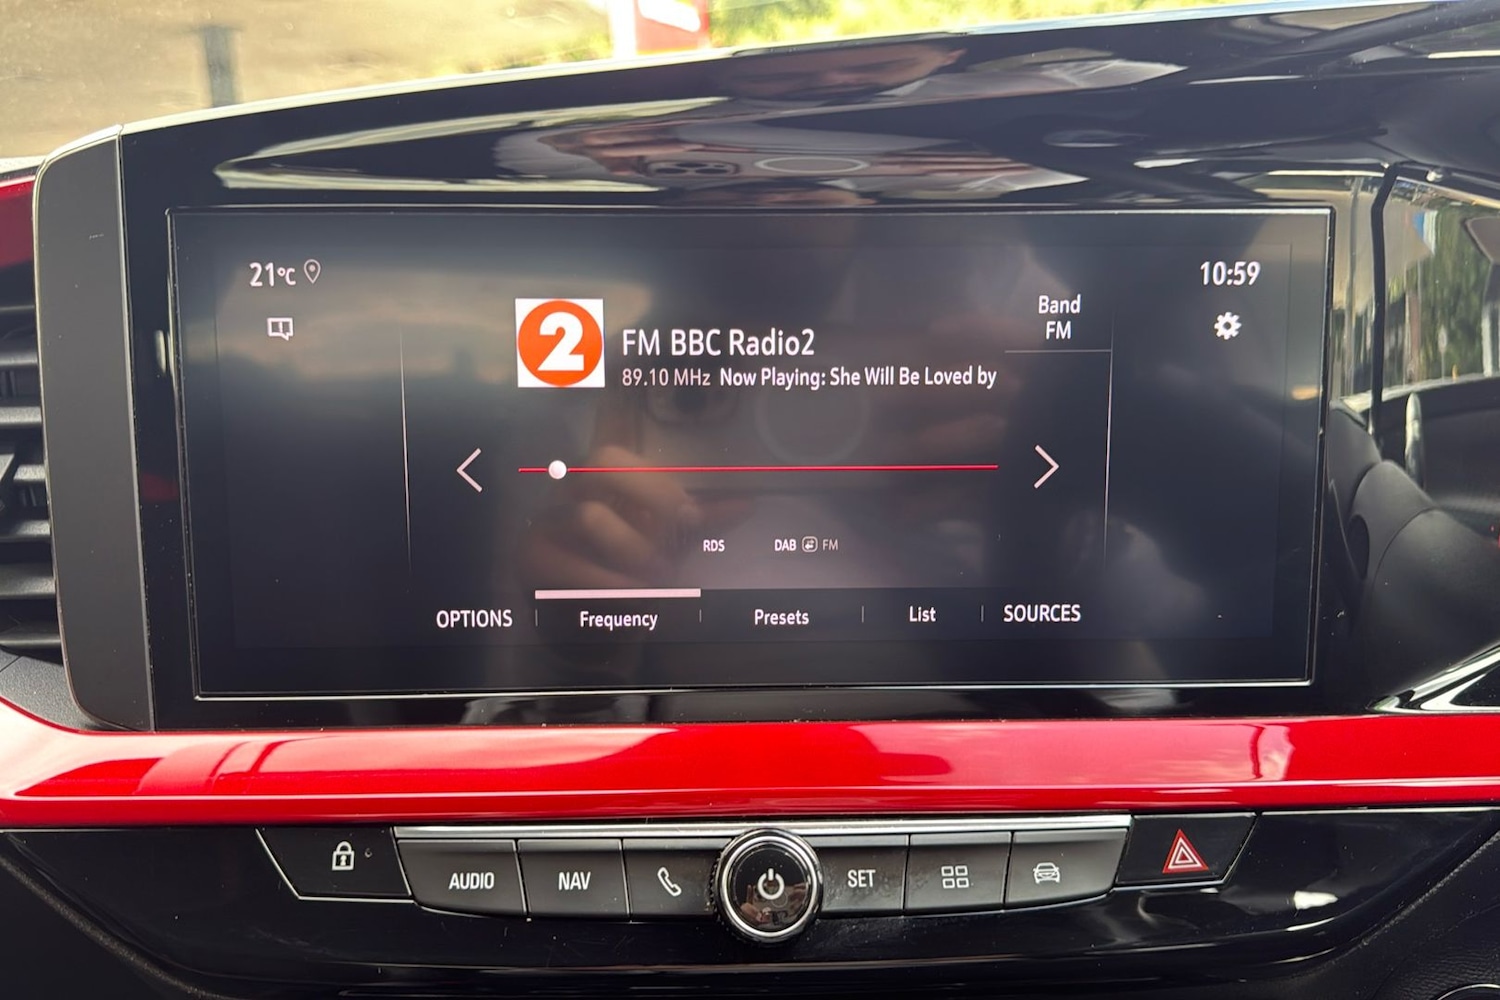 21°C
10:59
Band
FM
2
FM BBC Radio2
89.10 MHz Now Playing: She Will Be Loved by
RDS
DAB FM
OPTIONS
Frequency
Presets
List
SOURCES
AUDIO
NAV
SET